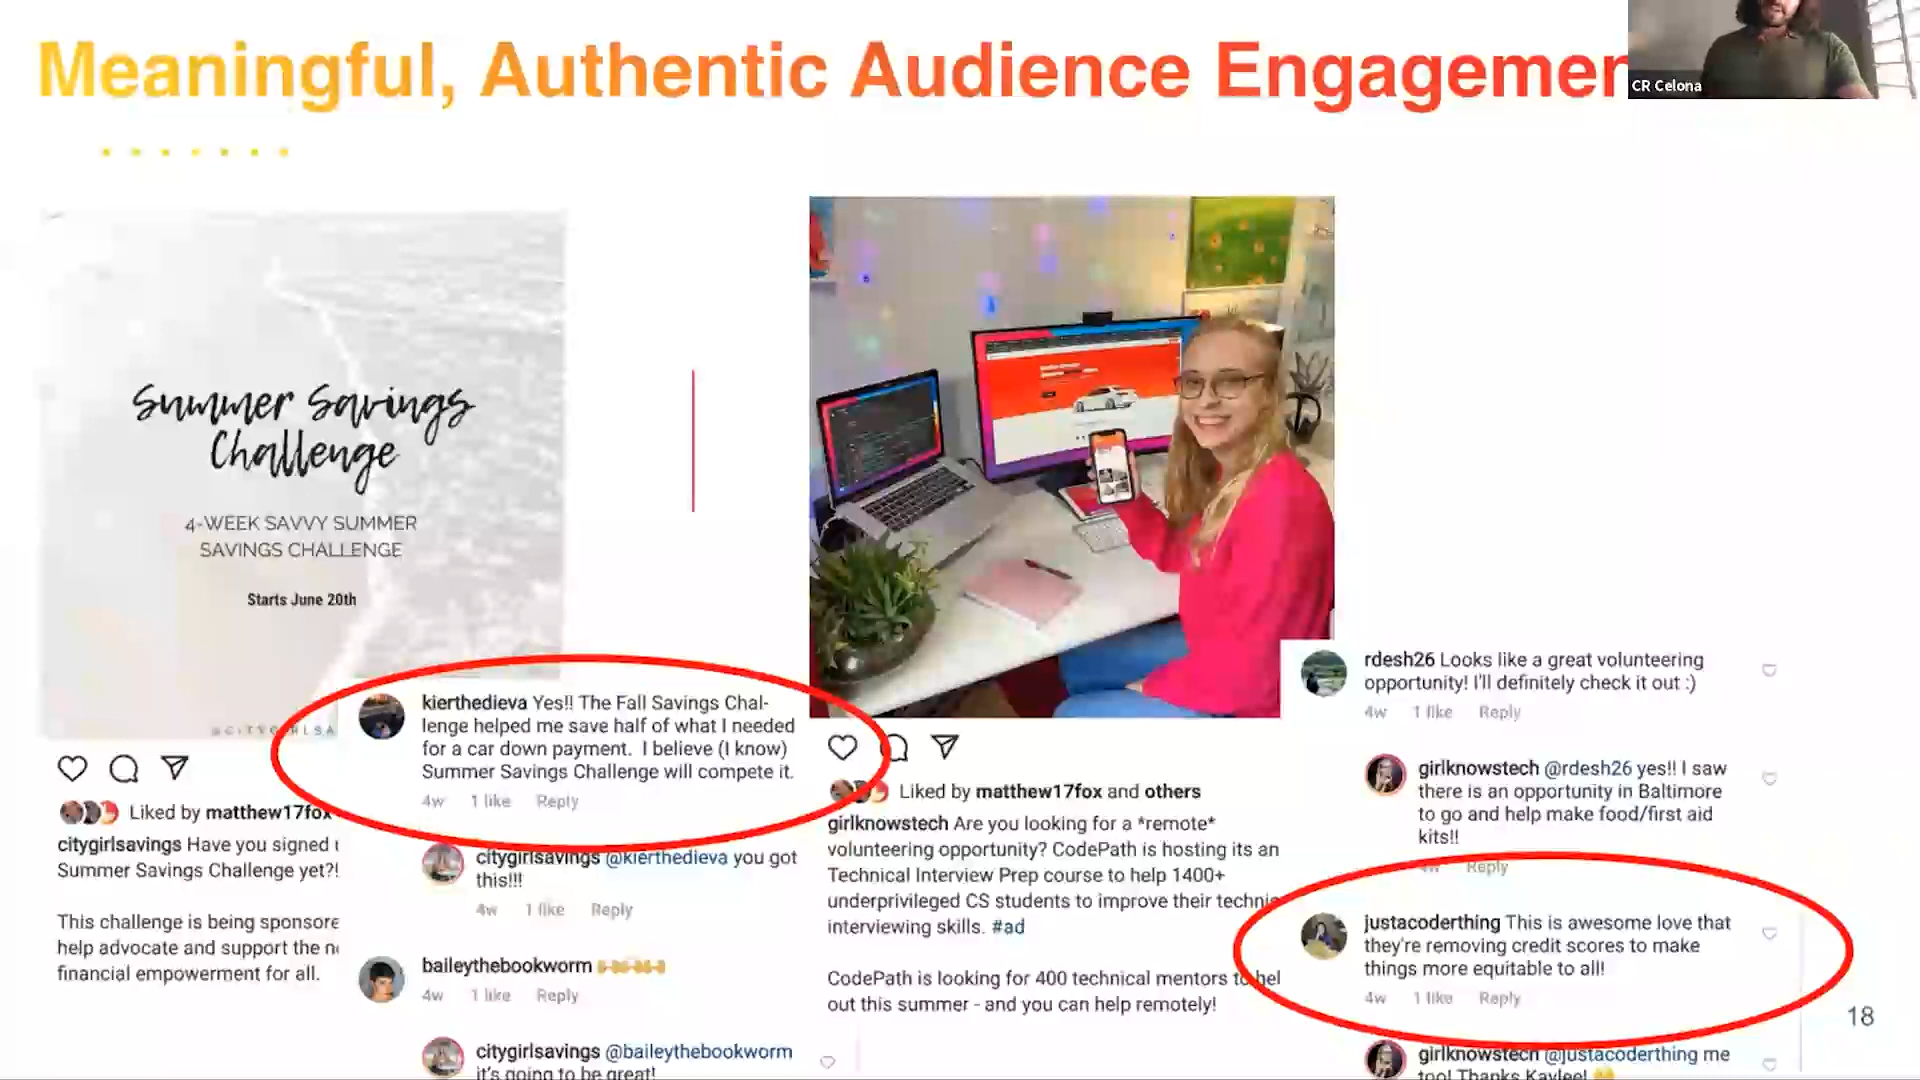 Meaningful, Authentic Audience Engagemen
CR Celona
Summer Savings
Challenge
4-WEEK SAVVY SUMMER
SAVINGS CHALLENGE
Starts June 20th
Liked by matthew17fox
citygirlsavings Have you signed
Summer Savings Challenge yet?!
This challenge is being sponsore
help advocate and support the
financial empowerment for all.
kierthedieva Yes!! The Fall Savings Chal-
lenge helped me save half of what I needed
for a car down payment. I believe (I know)
Summer Savings Challenge will compete it.
4w 1 like Reply
citygirlsavings @kierthedieva you got
this!!!
4w 1 like Reply
baileythebookworm
4w 1 like Reply
citygirlsavings @baileythebookworm
it's going to be great!
Liked by matthew17fox and others
girlknowstech Are you looking for a *remote*
volunteering opportunity? CodePath is hosting its an
Technical Interview Prep course to help 1400+
underprivileged CS students to improve their technic
interviewing skills. #ad
CodePath is looking for 400 technical mentors to hel
out this summer - and you can help remotely!
rdesh26 Looks like a great volunteering
opportunity! I'll definitely check it out :)
4w 1 like Reply
girlknowstech @rdesh26 yes!! I saw
there is an opportunity in Baltimore
to go and help make food/first aid
kits!!
4w Reply
justacoderthing This is awesome love that
they're removing credit scores to make
things more equitable to all!
4w 1 like Reply
girlknowstech @justacoderthing me
too! Thanks Kaylee!
18